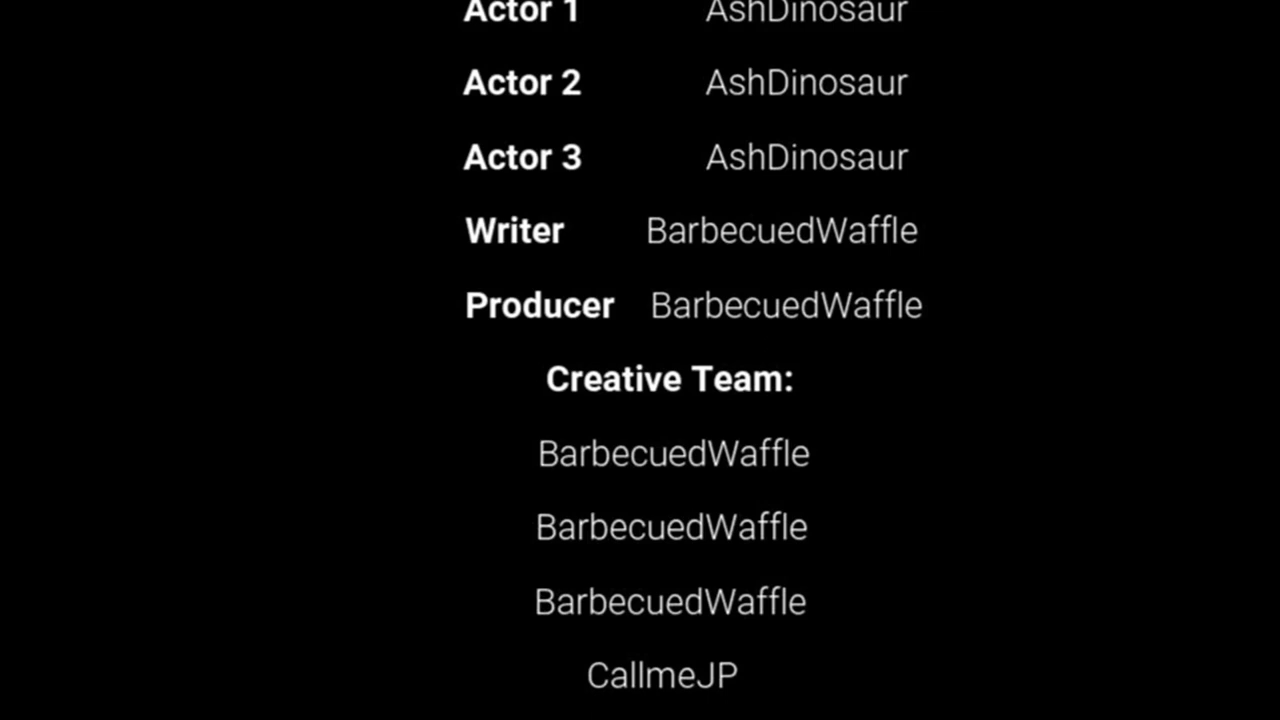 Actor 1 AshDinosaur
Actor 2 AshDinosaur
Actor 3 AshDinosaur
Writer BarbecuedWaffle
Producer BarbecuedWaffle
Creative Team:
BarbecuedWaffle
BarbecuedWaffle
BarbecuedWaffle
CallmeJP